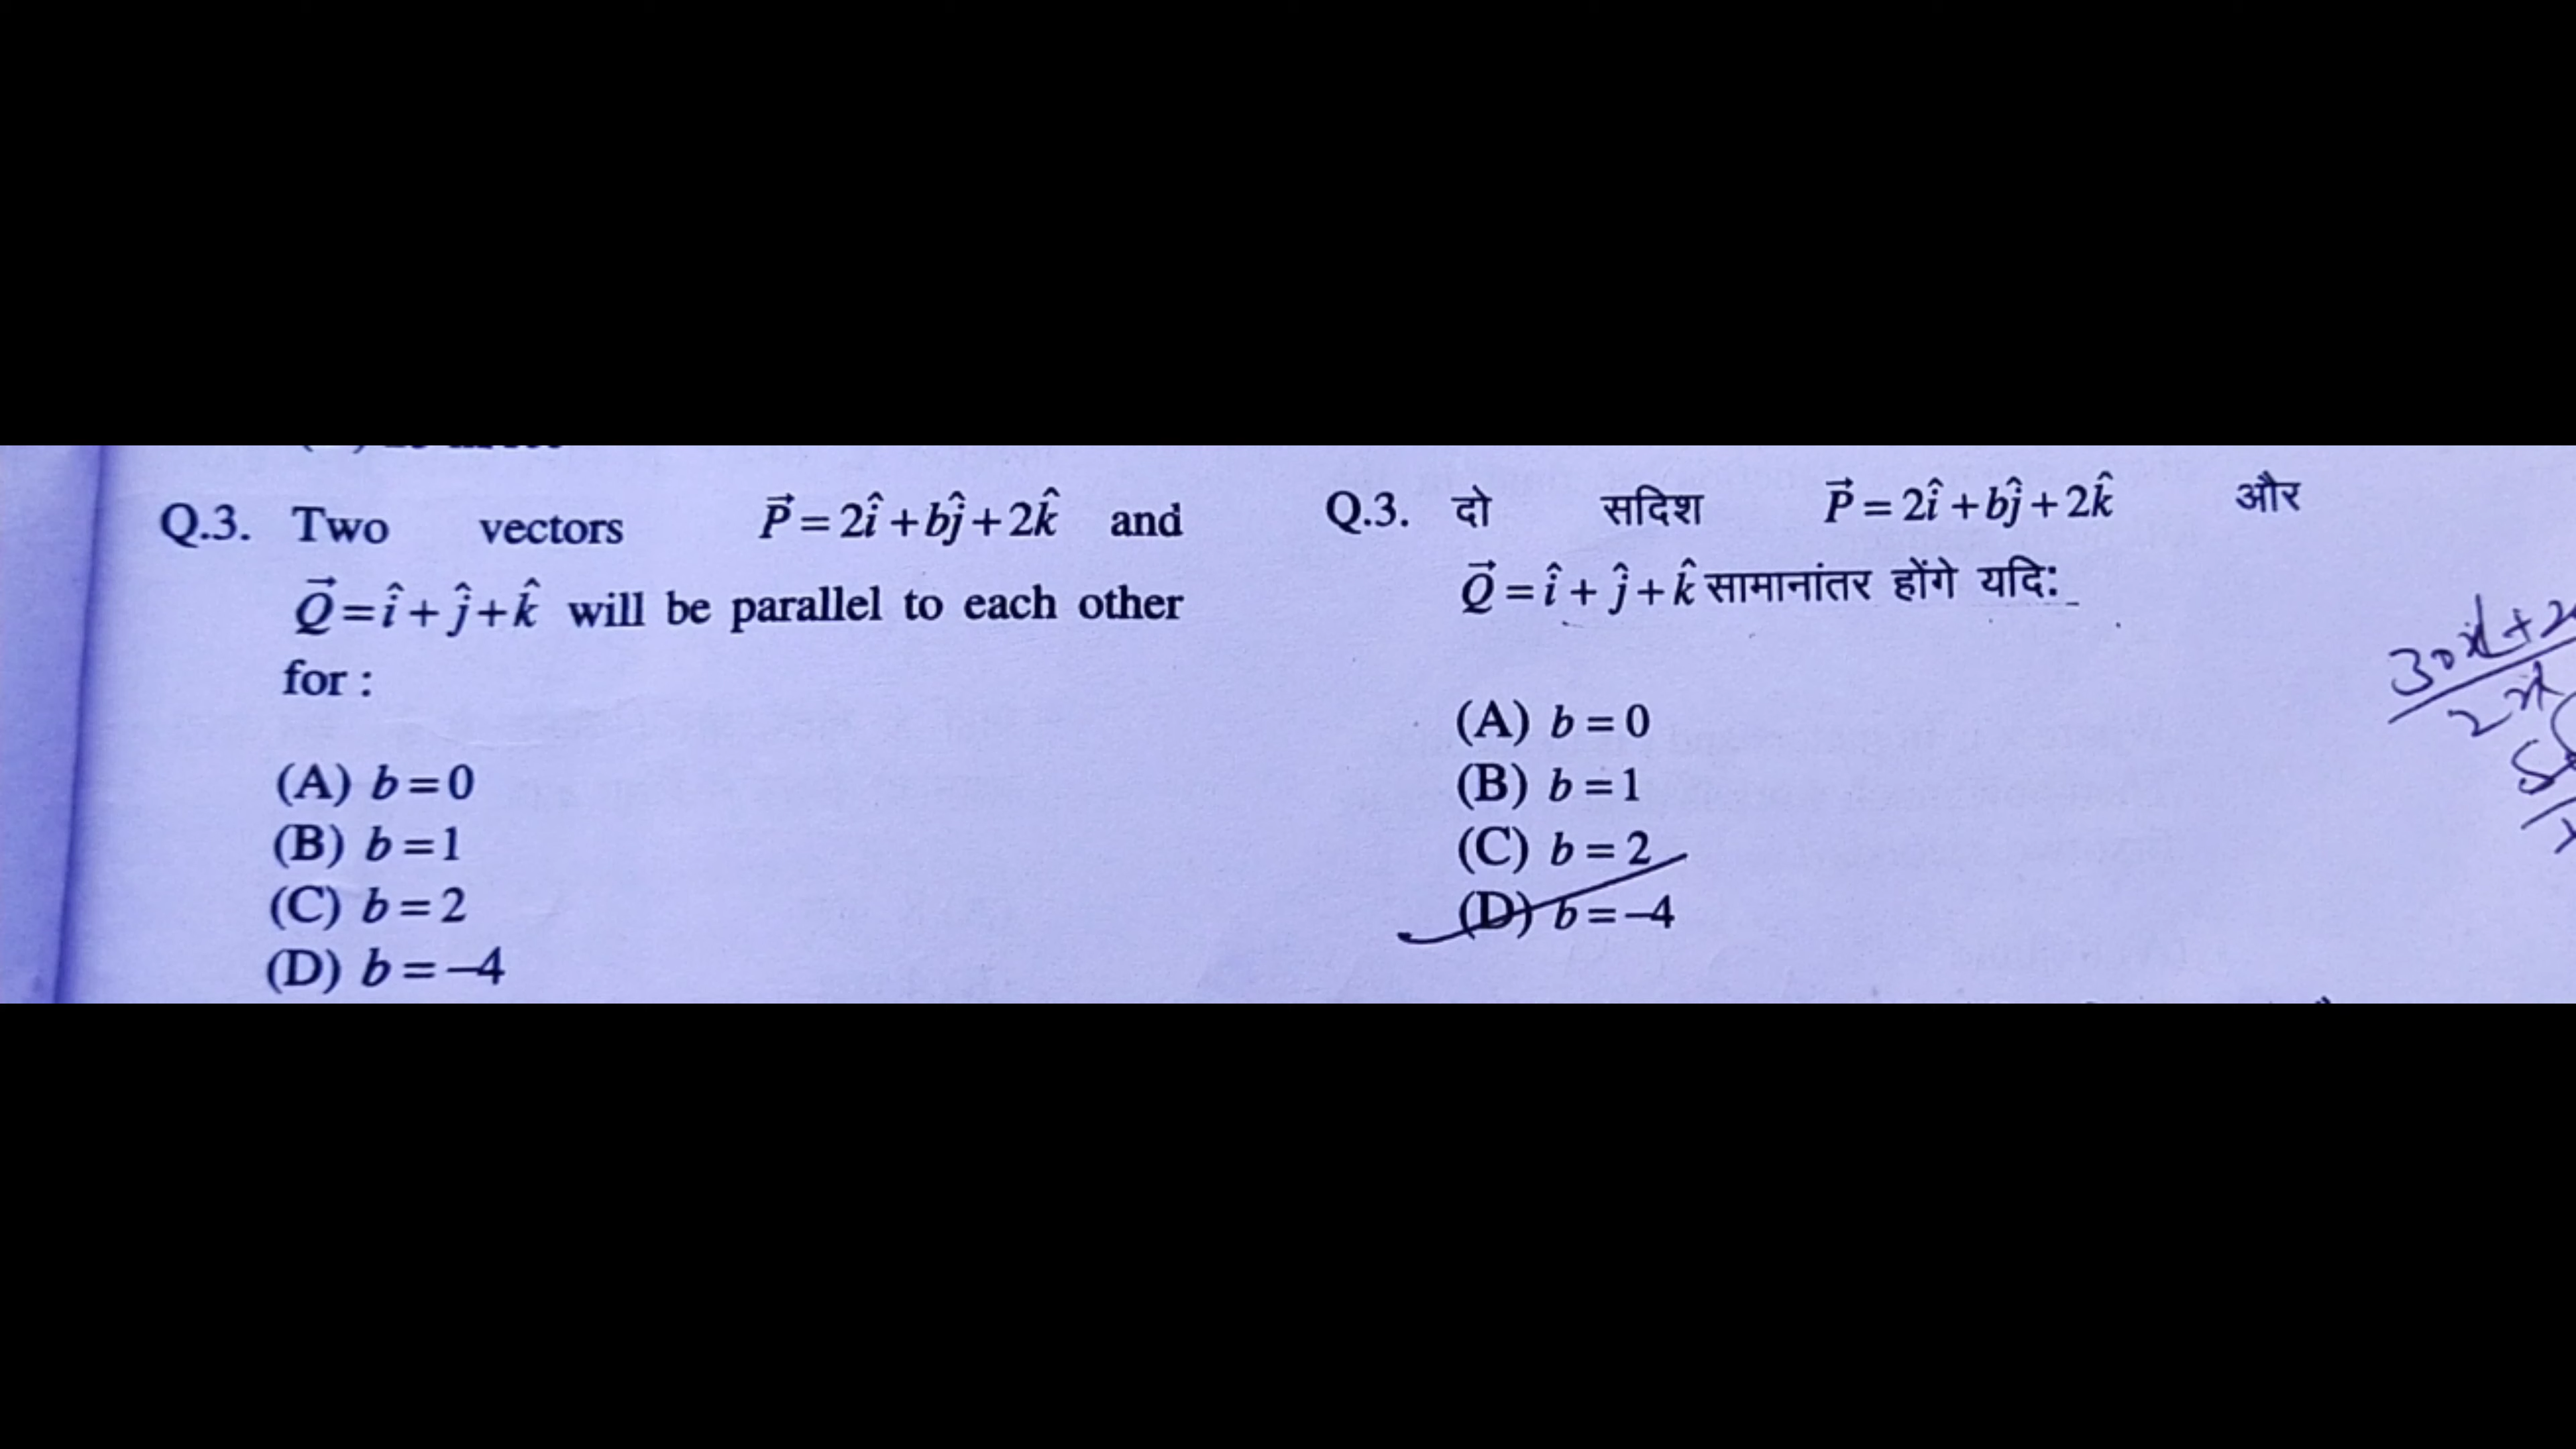 Q.3. Two vectors P⃗ = 2î + bĵ + 2k̂ and
Q⃗ = î + ĵ + k̂ will be parallel to each other
for :
(A) b = 0
(B) b = 1
(C) b = 2
(D) b = –4
Q.3. दो सदिश P⃗ = 2î + bĵ + 2k̂ और
Q⃗ = î + ĵ + k̂ सामानांतर होंगे यदि:
(A) b = 0
(B) b = 1
(C) b = 2
(D) b = –4